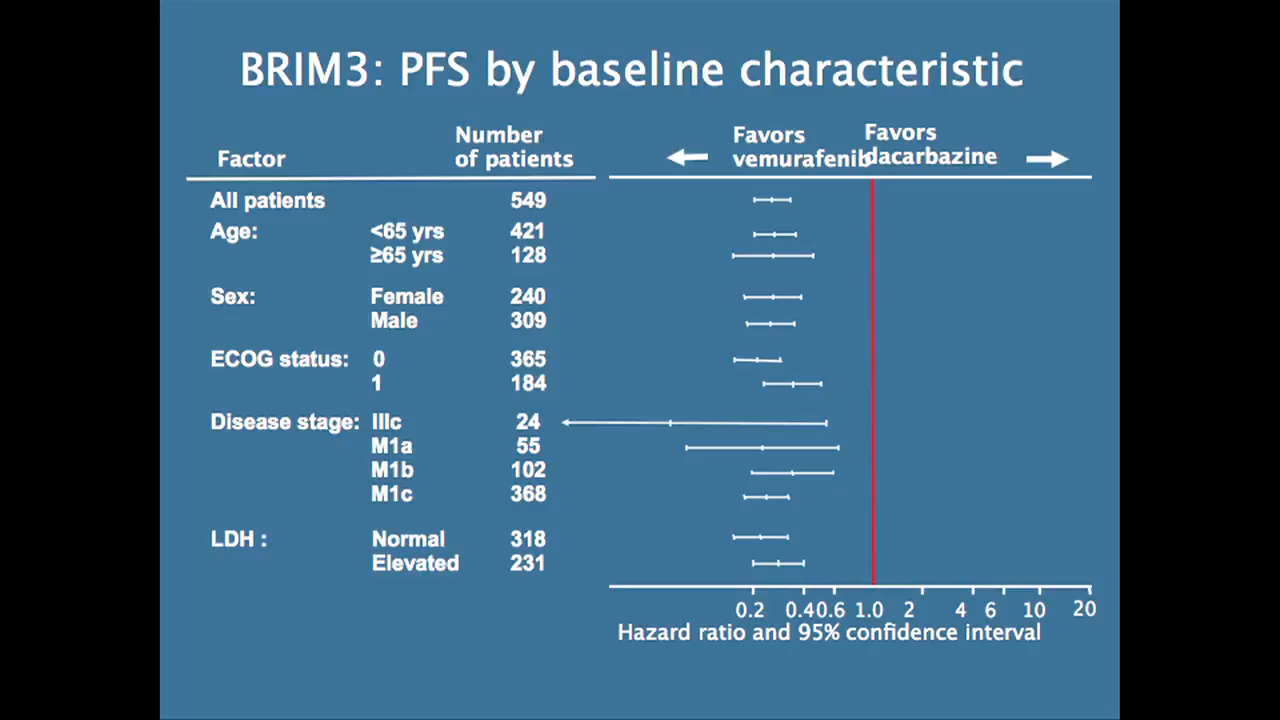 BRIM3: PFS by baseline characteristic
Factor
Number
of patients
Favors
vemurafenib
Favors
dacarbazine
All patients 549
Age: <65 yrs 421
≥65 yrs 128
Sex: Female 240
Male 309
ECOG status: 0 365
1 184
Disease stage: IIIc 24
M1a 55
M1b 102
M1c 368
LDH : Normal 318
Elevated 231
0.2 0.4 0.6 1.0 2 4 6 10 20
Hazard ratio and 95% confidence interval